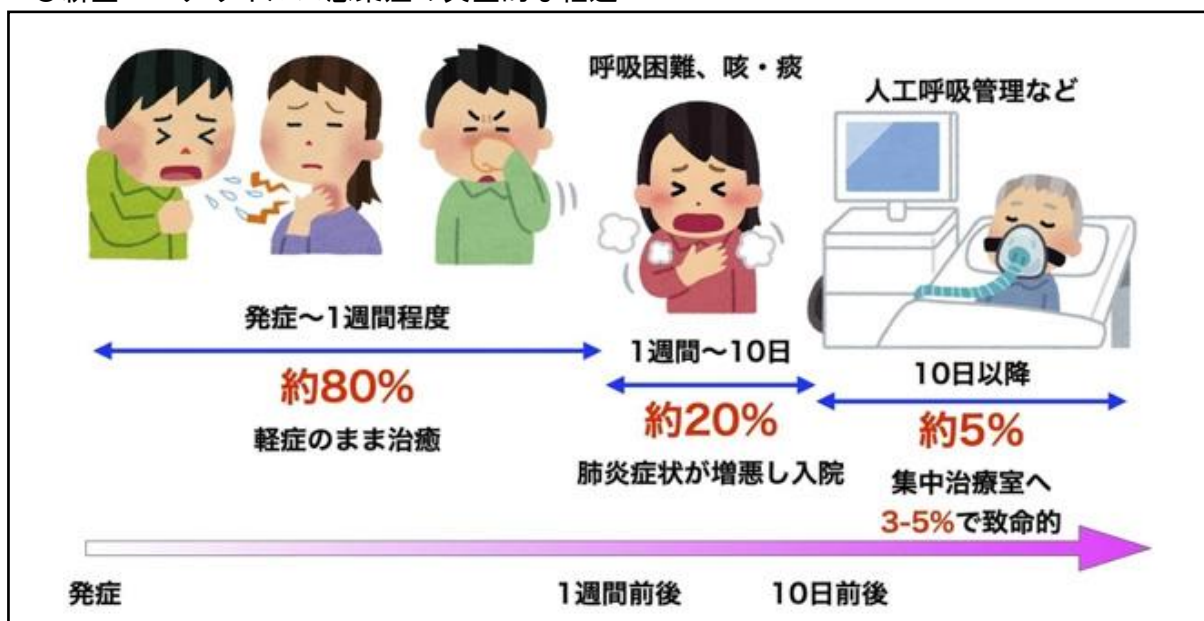 呼吸困難、咳・痰
人工呼吸管理など
発症～1週間程度
約80%
軽症のまま治癒
1週間～10日
約20%
肺炎症状が増悪し入院
10日以降
約5%
集中治療室へ
3-5%で致命的
発症
1週間前後
10日前後